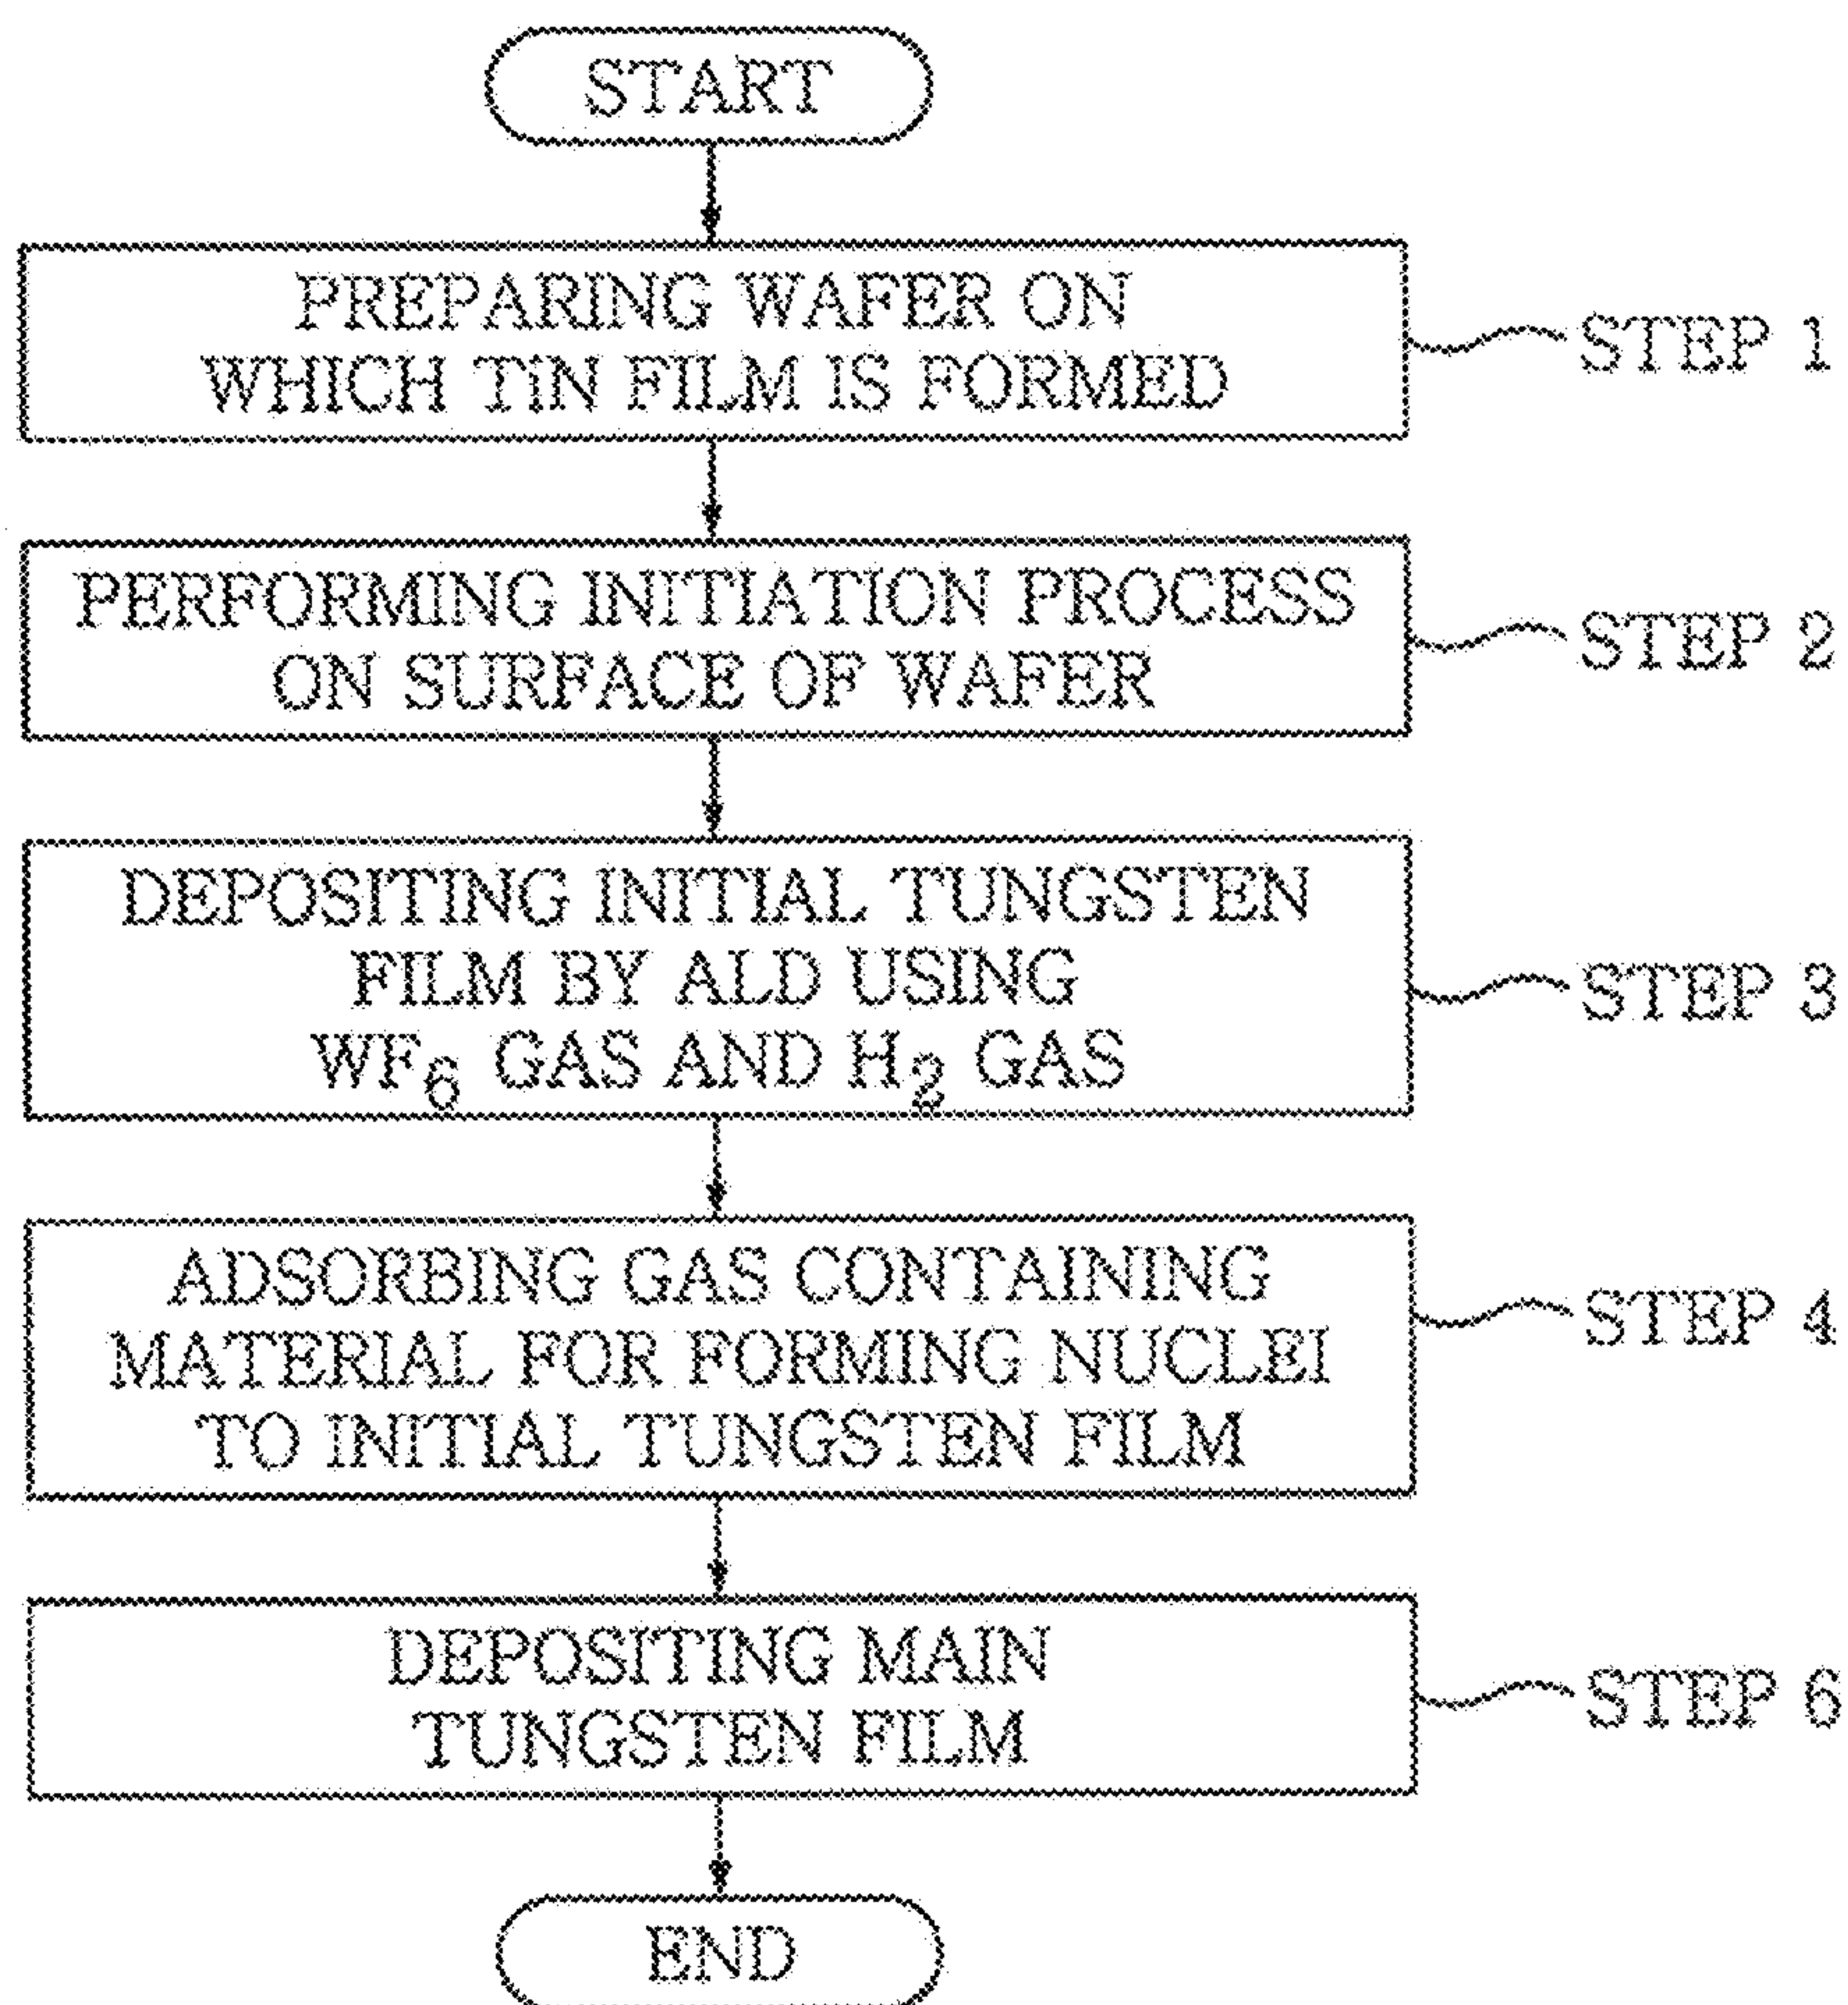 START
PREPARING WAFER ON
WHICH TiN FILM IS FORMED
STEP 1
PERFORMING INITIATION PROCESS
ON SURFACE OF WAFER
STEP 2
DEPOSITING INITIAL TUNGSTEN
FILM BY ALD USING
WF6 GAS AND H2 GAS
STEP 3
ADSORBING GAS CONTAINING
MATERIAL FOR FORMING NUCLEI
TO INITIAL TUNGSTEN FILM
STEP 4
DEPOSITING MAIN
TUNGSTEN FILM
STEP 6
END